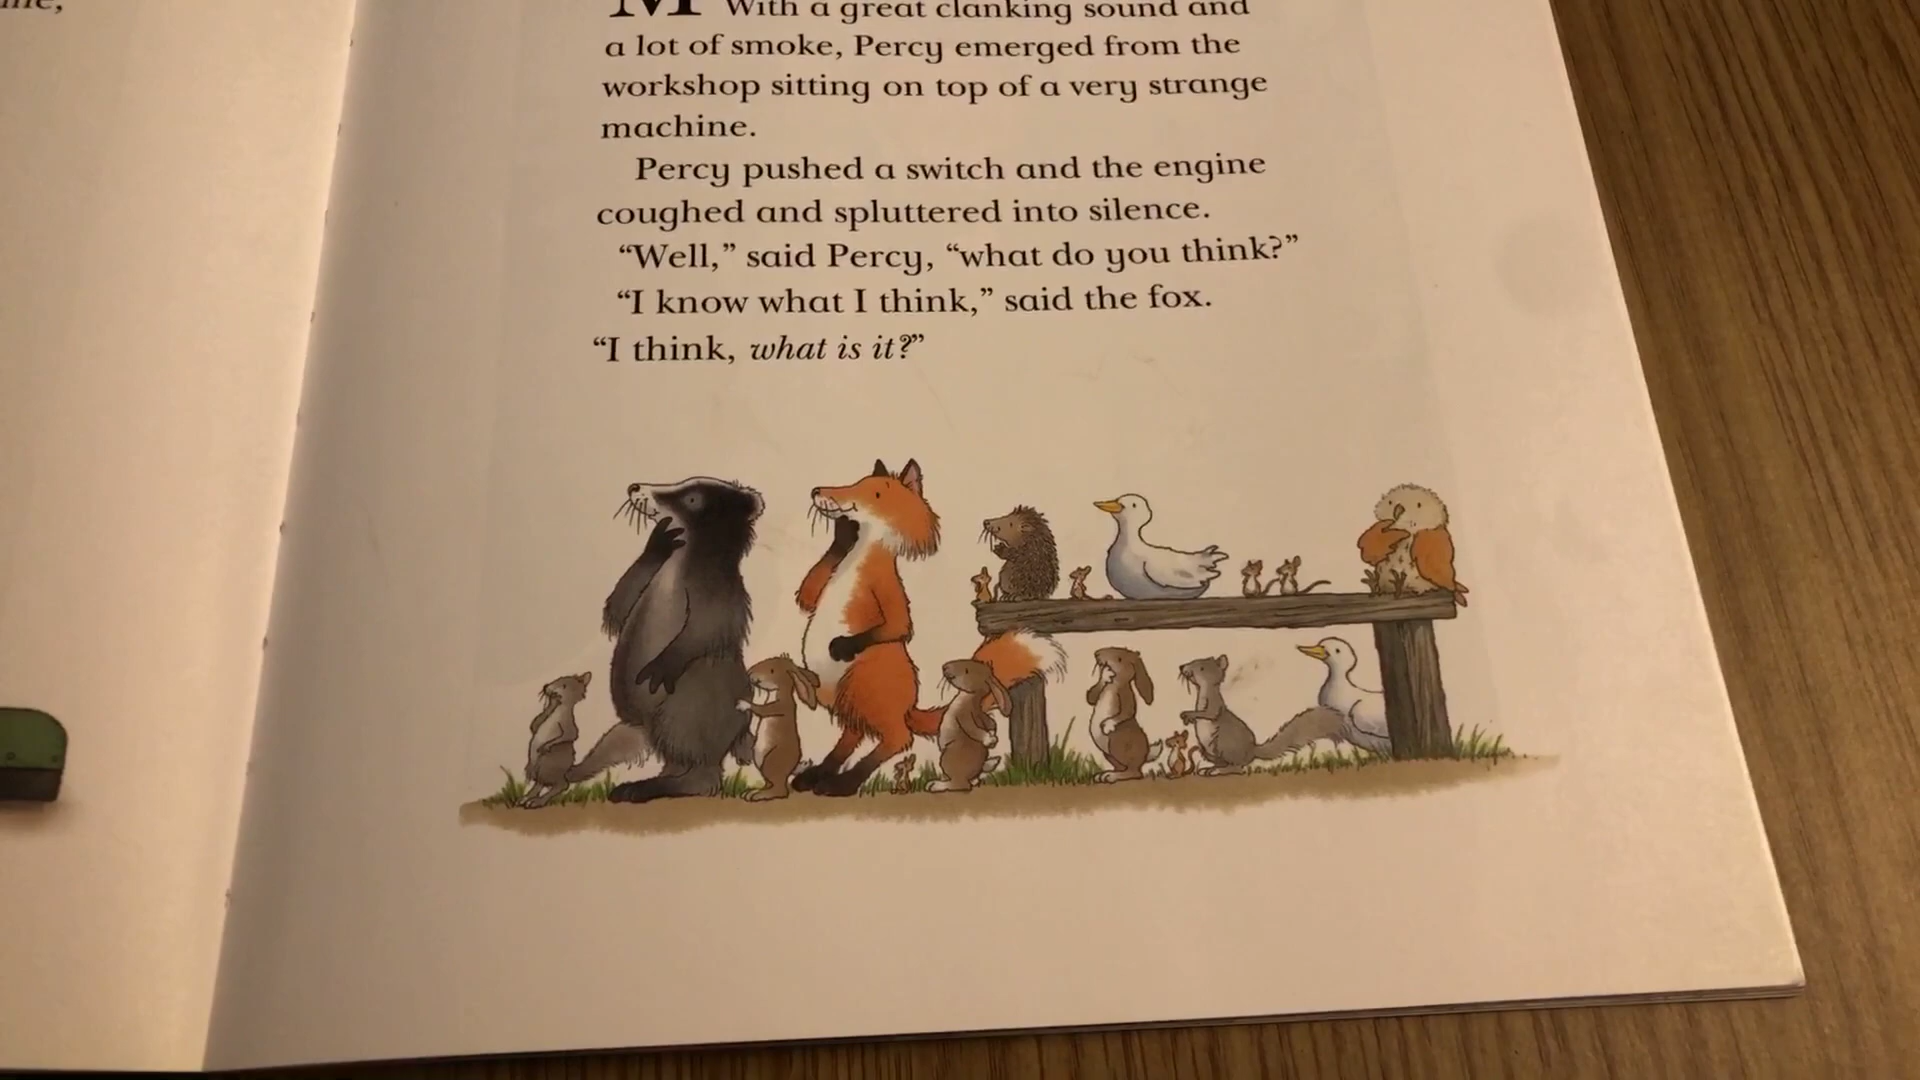 With a great clanking sound and
a lot of smoke, Percy emerged from the
workshop sitting on top of a very strange
machine.
Percy pushed a switch and the engine
coughed and spluttered into silence.
“Well,” said Percy, “what do you think?”
“I know what I think,” said the fox.
“I think, what is it?”